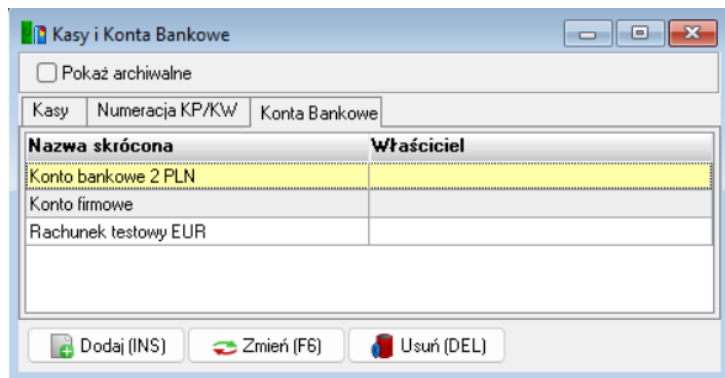 Kasy i Konta Bankowe
Pokaż archiwalne
Kasy Numeracja KP/KW Konta Bankowe
Nazwa skrócona Właściciel
Konto bankowe 2 PLN
Konto firmowe
Rachunek testowy EUR
Dodaj (INS) Zmień (F6) Usuń (DEL)